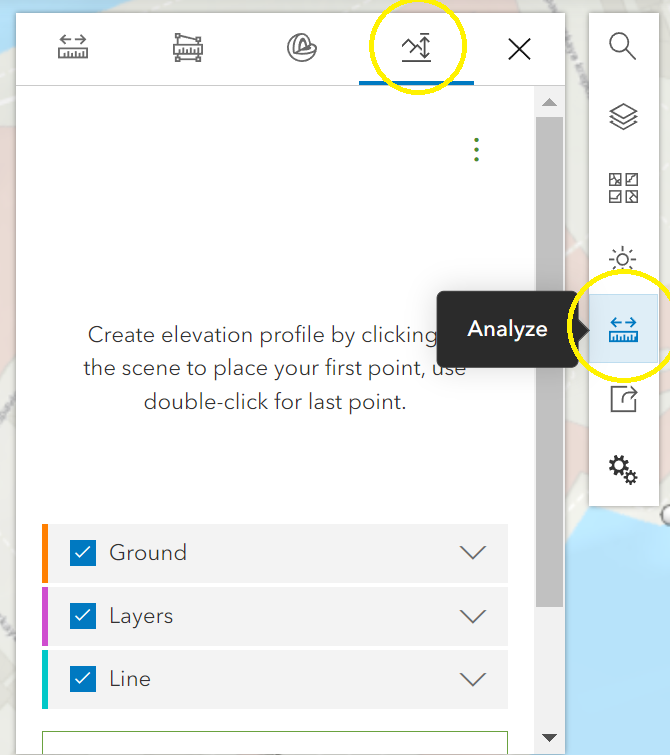 Analyze
Create elevation profile by clicking
the scene to place your first point, use
double-click for last point.
Ground
Layers
Line